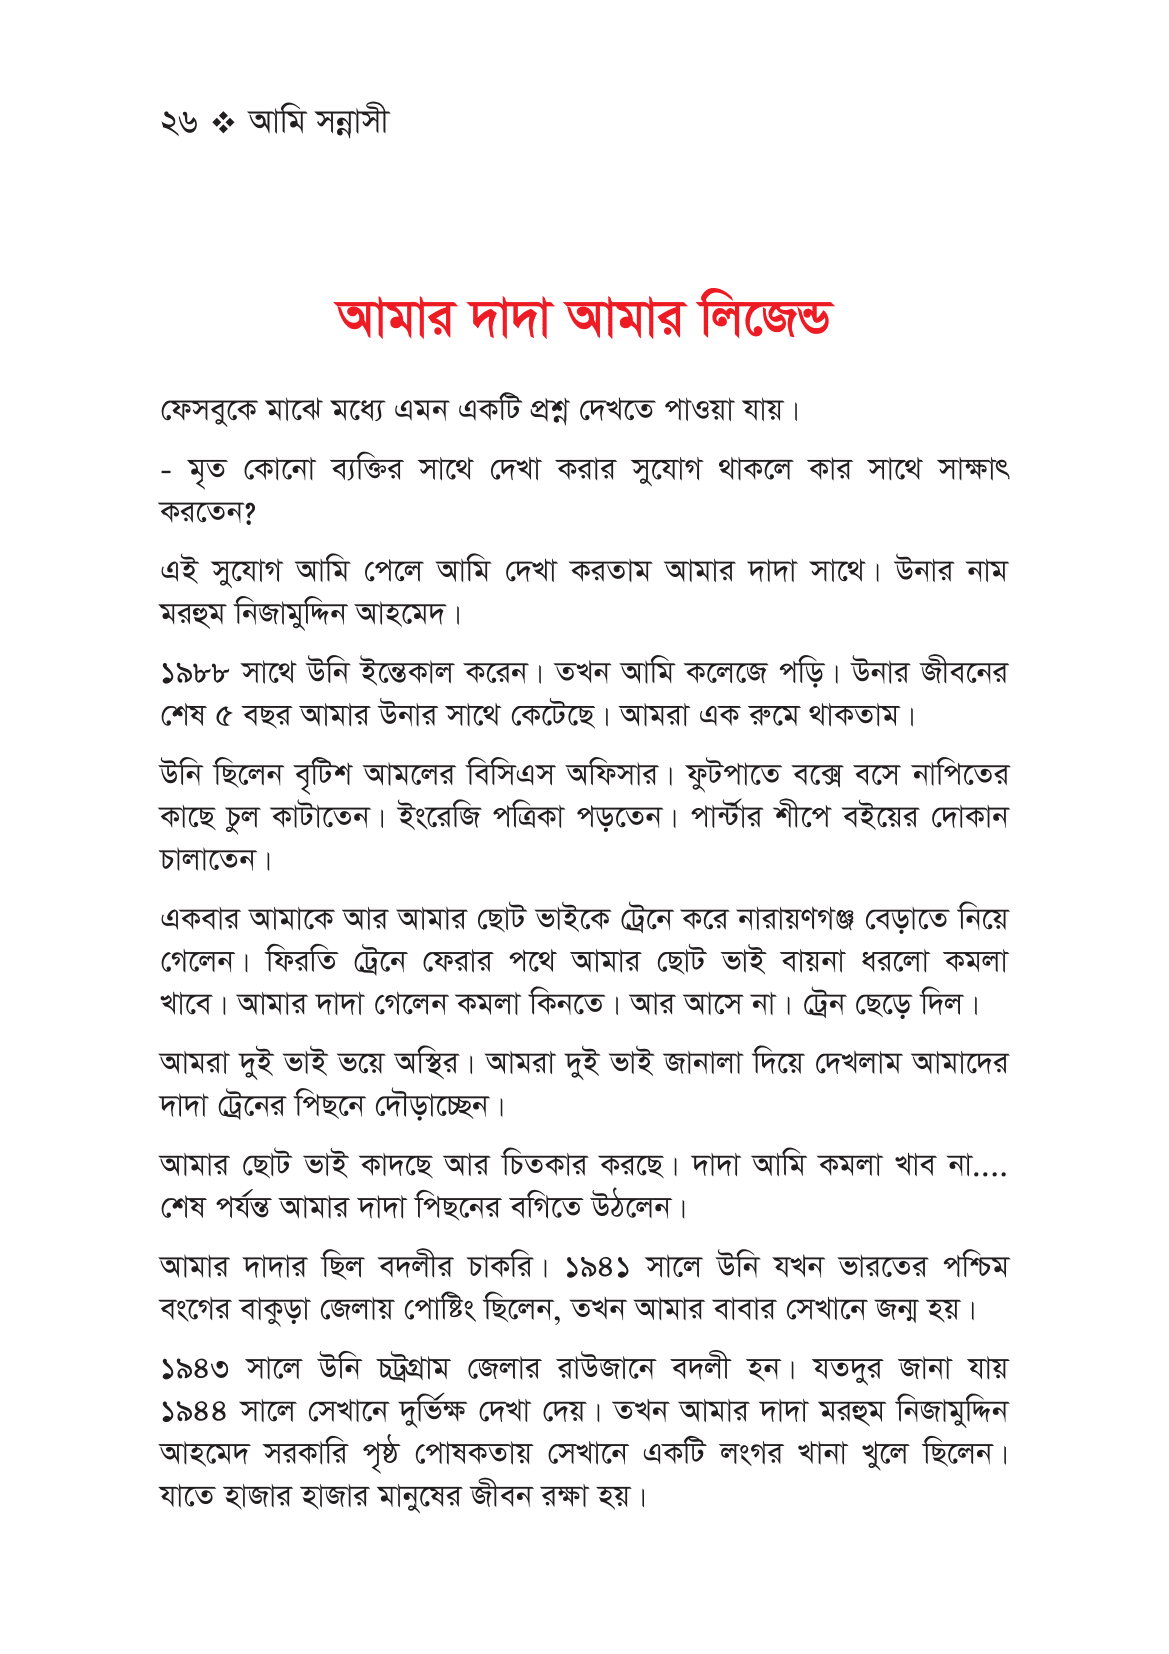 ২৬ ❖ আমি সন্নাসী
আমার দাদা আমার লিজেন্ড
ফেসবুকে মাঝে মধ্যে এমন একটি প্রশ্ন দেখতে পাওয়া যায়।
- মৃত কোনো ব্যক্তির সাথে দেখা করার সুযোগ থাকলে কার সাথে সাক্ষাৎ
করতেন?
এই সুযোগ আমি পেলে আমি দেখা করতাম আমার দাদা সাথে। উনার নাম
মরহুম নিজামুদ্দিন আহমেদ।
১৯৮৮ সাথে উনি ইন্তেকাল করেন। তখন আমি কলেজে পড়ি। উনার জীবনের
শেষ ৫ বছর আমার উনার সাথে কেটেছে। আমরা এক রুমে থাকতাম।
উনি ছিলেন বৃটিশ আমলের বিসিএস অফিসার। ফুটপাতে বক্সে বসে নাপিতের
কাছে চুল কাটাতেন। ইংরেজি পত্রিকা পড়তেন। পার্ন্টার শীপে বইয়ের দোকান
চালাতেন।
একবার আমাকে আর আমার ছোট ভাইকে ট্রেনে করে নারায়ণগঞ্জ বেড়াতে নিয়ে
গেলেন। ফিরতি ট্রেনে ফেরার পথে আমার ছোট ভাই বায়না ধরলো কমলা
খাবে। আমার দাদা গেলেন কমলা কিনতে। আর আসে না। ট্রেন ছেড়ে দিল।
আমরা দুই ভাই ভয়ে অস্থির। আমরা দুই ভাই জানালা দিয়ে দেখলাম আমাদের
দাদা ট্রেনের পিছনে দৌড়াচ্ছেন।
আমার ছোট ভাই কাদছে আর চিতকার করছে। দাদা আমি কমলা খাব না....
শেষ পর্যন্ত আমার দাদা পিছনের বগিতে উঠলেন।
আমার দাদার ছিল বদলীর চাকরি। ১৯৪১ সালে উনি যখন ভারতের পশ্চিম
বংগের বাকুড়া জেলায় পোষ্টিং ছিলেন, তখন আমার বাবার সেখানে জন্ম হয়।
১৯৪৩ সালে উনি চট্রগ্রাম জেলার রাউজানে বদলী হন। যতদুর জানা যায়
১৯৪৪ সালে সেখানে দুর্ভিক্ষ দেখা দেয়। তখন আমার দাদা মরহুম নিজামুদ্দিন
আহমেদ সরকারি পৃষ্ঠ পোষকতায় সেখানে একটি লংগর খানা খুলে ছিলেন।
যাতে হাজার হাজার মানুষের জীবন রক্ষা হয়।